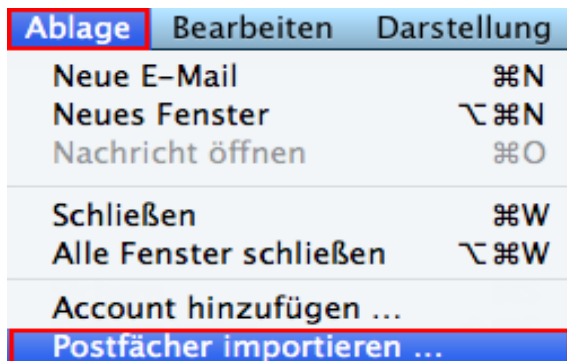 Ablage Bearbeiten Darstellung
Neue E-Mail ⌘N
Neues Fenster ⌥⌘N
Nachricht öffnen ⌘O
Schließen ⌘W
Alle Fenster schließen ⌥⌘W
Account hinzufügen ...
Postfächer importieren ...